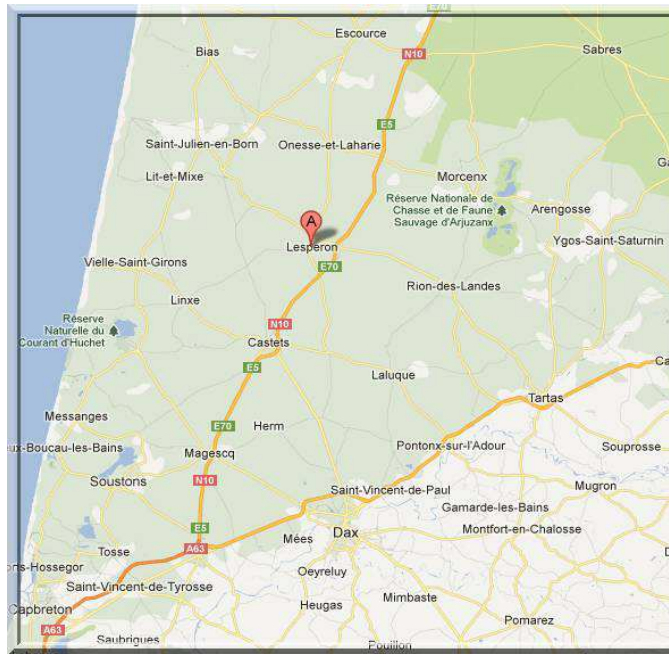 E70
Escource
N10
Bias
Sabres
E5
Saint-Julien-en-Born
Onesse-et-Laharie
Lit-et-Mixe
Morcenx
Réserve Nationale de
Chasse et de Faune
Sauvage d'Arjuzanx
Arengosse
A
Lesperon
Ygos-Saint-Saturnin
Vielle-Saint-Girons
E70
Linxe
Rion-des-Landes
Réserve
Naturelle du
Courant d'Huchet
N10
Castets
E5
Laluque
Tartas
Messanges
E70
Herm
ux-Boucau-les-Bains
Magescq
Pontonx-sur-l'Adour
Souprosse
Soustons
N10
Saint-Vincent-de-Paul
Mugron
Gamarde-les-Bains
E5
Dax
Montfort-en-Chalosse
Mées
Tosse
A63
rts-Hossegor
Oeyreluy
Saint-Vincent-de-Tyrosse
Mimbaste
Capbreton
Heugas
Pomarez
A63
Saubrigues
Pouillon